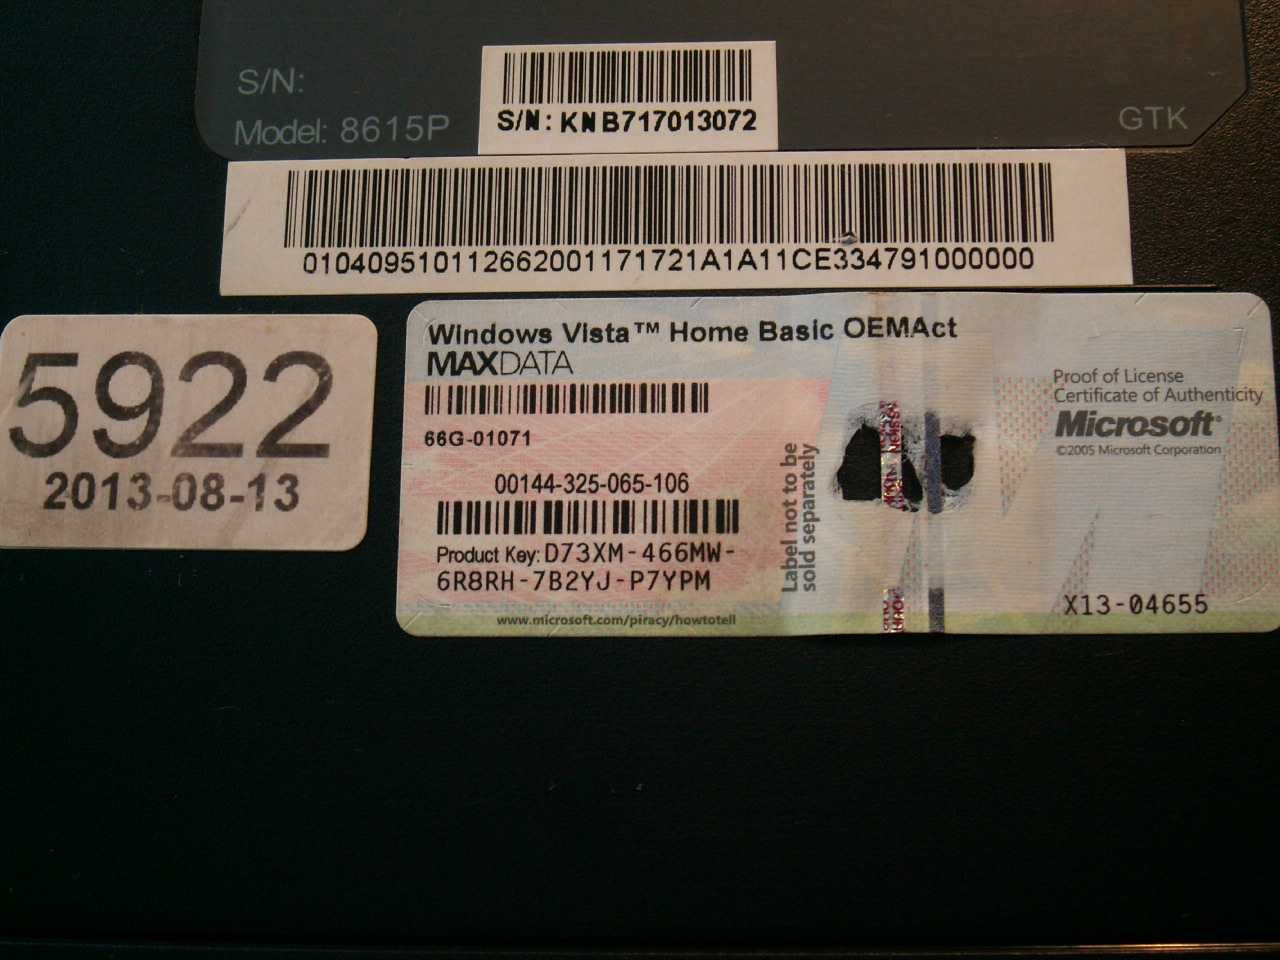 S/N:
S/N: KNB717013072
Model: 8615P
GTK
010409510112662001171721A1A11CE334791000000
5922
2013-08-13
Windows Vista™ Home Basic OEMAct
MAXDATA
66G-01071
00144-325-065-106
Product Key: D73XM-466MW-
6R8RH-7B2YJ-P7YPM
www.microsoft.com/piracy/howtotell
Label not to be
sold separately
Proof of License
Certificate of Authenticity
Microsoft®
©2005 Microsoft Corporation
X13-04655